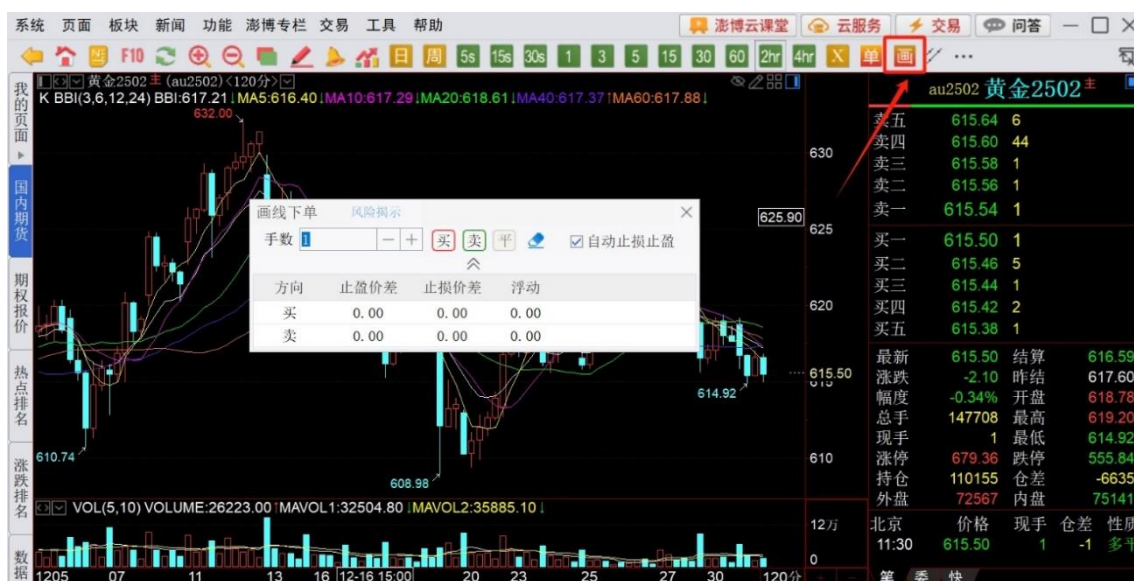 系统 页面 板块 新闻 功能 澎博专栏 交易 工具 帮助 澎博云课堂 云服务 交易 问答
F10 日 周 5s 15s 30s 1 3 5 15 30 60 2hr 4hr X 单 画
我的页面
国内期货
期权报价
热点排名
涨跌排名
数据
黄金2502主 (au2502)<120分>
K BBI(3,6,12,24) BBI:617.21↓MA5:616.40↓MA10:617.29↓MA20:618.61↓MA40:617.37↑MA60:617.88↓
632.00
630
625.90
625
620
615.50
615
614.92
610.74
610
608.98
画线下单 风险揭示
手数 1 买 卖 平 自动止损止盈
方向 止盈价差 止损价差 浮动
买 0.00 0.00 0.00
卖 0.00 0.00 0.00
VOL(5,10) VOLUME:26223.00↑MAVOL1:32504.80↓MAVOL2:35885.10↓
12万
0
1205 07 11 13 16 12-16 15:00 20 23 25 27 30 120分
au2502 黄金2502主
卖五 615.64 6
卖四 615.60 44
卖三 615.58 1
卖二 615.56 1
卖一 615.54 1
买一 615.50 1
买二 615.46 5
买三 615.44 1
买四 615.42 2
买五 615.38 1
最新 615.50 结算 616.59
涨跌 -2.10 昨结 617.60
幅度 -0.34% 开盘 618.78
总手 147708 最高 619.20
现手 1 最低 614.92
涨停 679.36 跌停 555.84
持仓 110155 仓差 -6635
外盘 72567 内盘 75141
北京 价格 现手 仓差 性质
11:30 615.50 1 -1 多平
笔 委 快